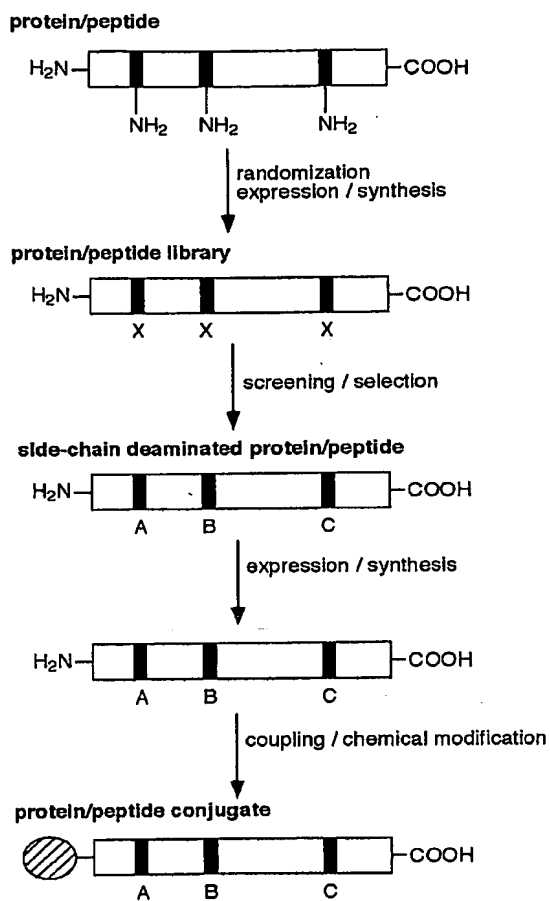 protein/peptide
H2N COOH
NH2 NH2 NH2
randomization
expression / synthesis
protein/peptide library
H2N COOH
X X X
screening / selection
side-chain deaminated protein/peptide
H2N COOH
A B C
expression / synthesis
H2N COOH
A B C
coupling / chemical modification
protein/peptide conjugate
COOH
A B C